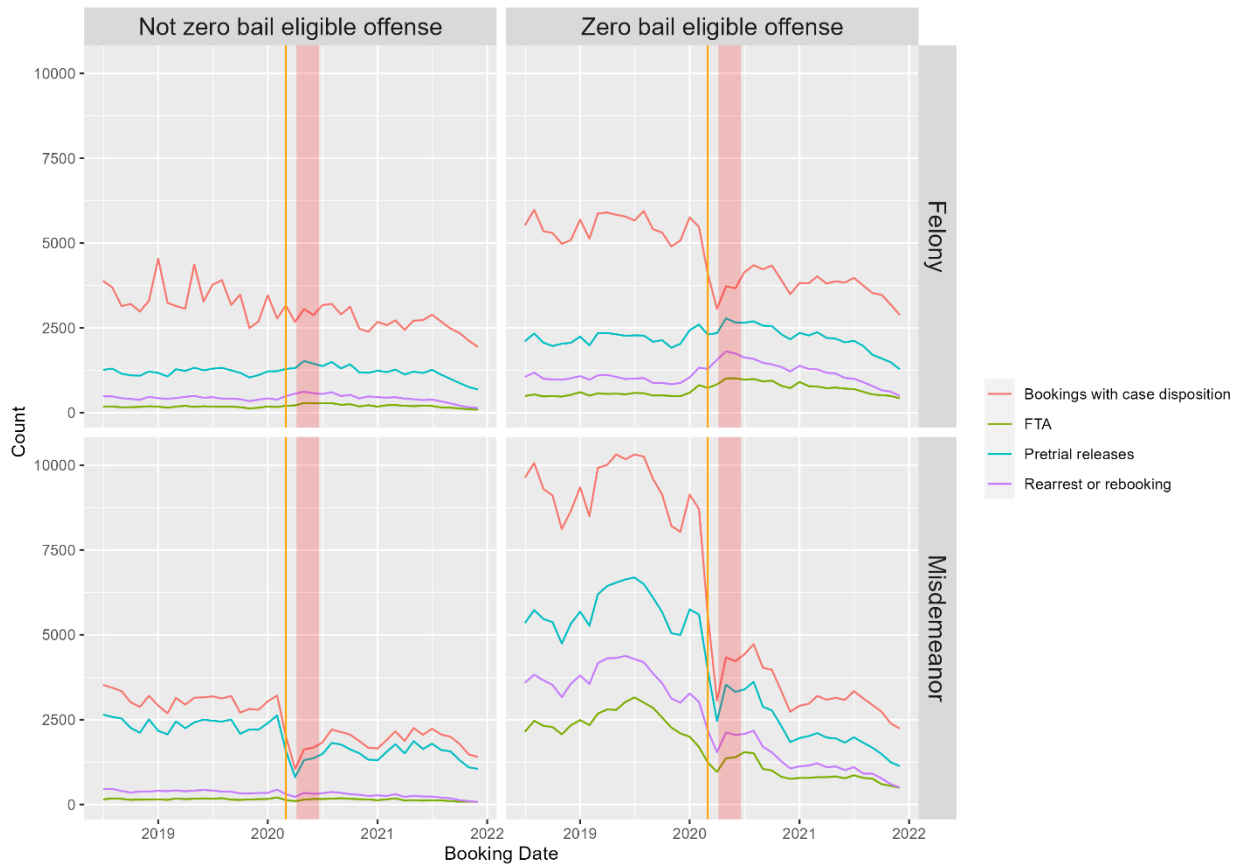 Not zero bail eligible offense
Zero bail eligible offense
10000
7500
5000
2500
0
Felony
10000
7500
5000
2500
0
Misdemeanor
Count
2019
2020
2021
2022
2019
2020
2021
2022
Booking Date
Bookings with case disposition
FTA
Pretrial releases
Rearrest or rebooking